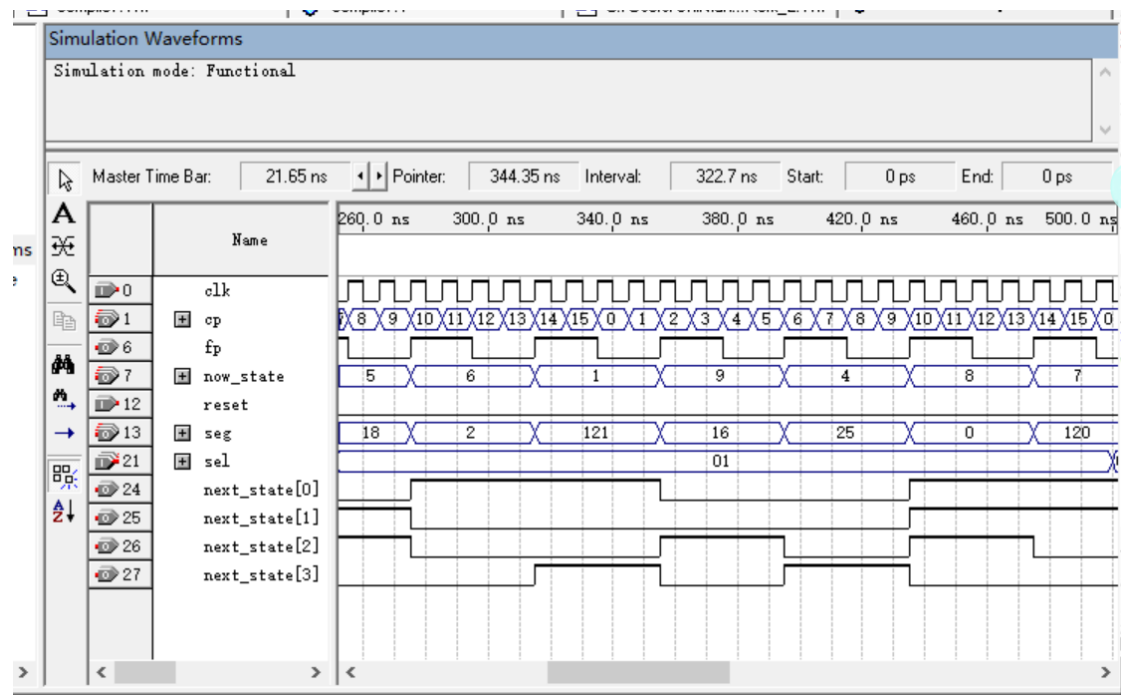 Simulation Waveforms
Simulation mode: Functional
Master Time Bar: 21.65 ns Pointer: 344.35 ns Interval: 322.7 ns Start: 0 ps End: 0 ps
A
ms
Name
260.0 ns 300.0 ns 340.0 ns 380.0 ns 420.0 ns 460.0 ns 500.0 ns
0 clk
1 cp 8 9 10 11 12 13 14 15 0 1 2 3 4 5 6 7 8 9 10 11 12 13 14 15 0
6 fp
7 now_state 5 6 1 9 4 8 7
12 reset
13 seg 18 2 121 16 25 0 120
21 sel 01
24 next_state[0]
25 next_state[1]
A
Z
26 next_state[2]
27 next_state[3]